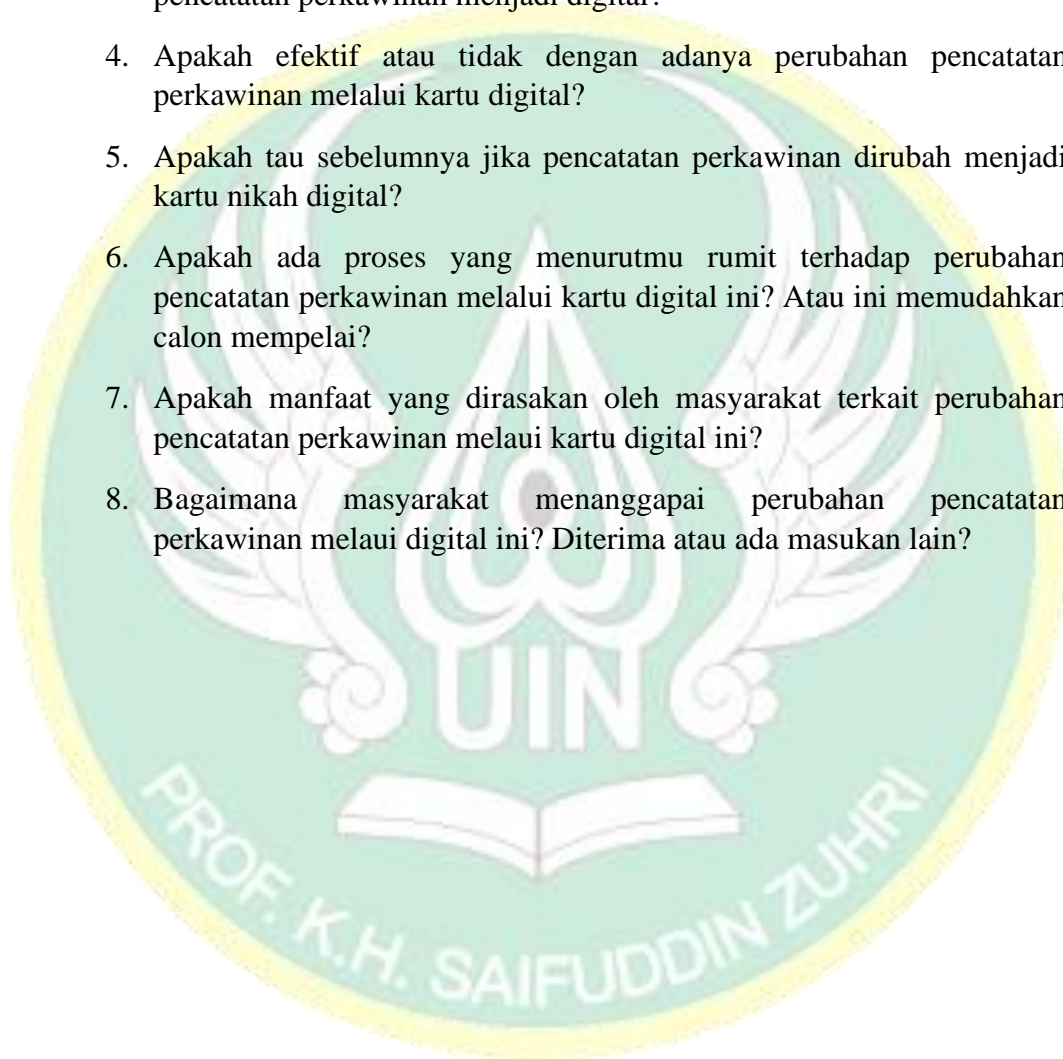 pencatatan perkawinan menjadi digital?
4. Apakah efektif atau tidak dengan adanya perubahan pencatatan
perkawinan melalui kartu digital?
5. Apakah tau sebelumnya jika pencatatan perkawinan dirubah menjadi
kartu nikah digital?
6. Apakah ada proses yang menurutmu rumit terhadap perubahan
pencatatan perkawinan melalui kartu digital ini? Atau ini memudahkan
calon mempelai?
7. Apakah manfaat yang dirasakan oleh masyarakat terkait perubahan
pencatatan perkawinan melaui kartu digital ini?
8. Bagaimana masyarakat menanggapai perubahan pencatatan
perkawinan melaui digital ini? Diterima atau ada masukan lain?
UIN
PROF. K.H. SAIFUDDIN ZUHRI